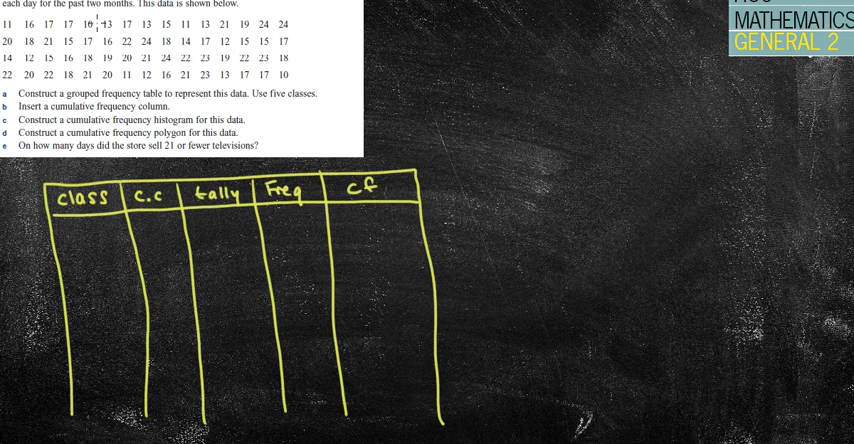 each day for the past two months. This data is shown below.
11 16 17 17 10 13 17 13 15 11 13 21 19 24 24
20 18 21 15 17 16 22 24 18 14 17 12 15 15 17
14 12 15 16 18 19 20 21 24 22 23 19 22 23 18
22 20 22 18 21 20 11 12 16 21 23 13 17 17 10
a Construct a grouped frequency table to represent this data. Use five classes.
b Insert a cumulative frequency column.
c Construct a cumulative frequency histogram for this data.
d Construct a cumulative frequency polygon for this data.
e On how many days did the store sell 21 or fewer televisions?
MATHEMATICS
GENERAL 2
class c.c tally Freq cf